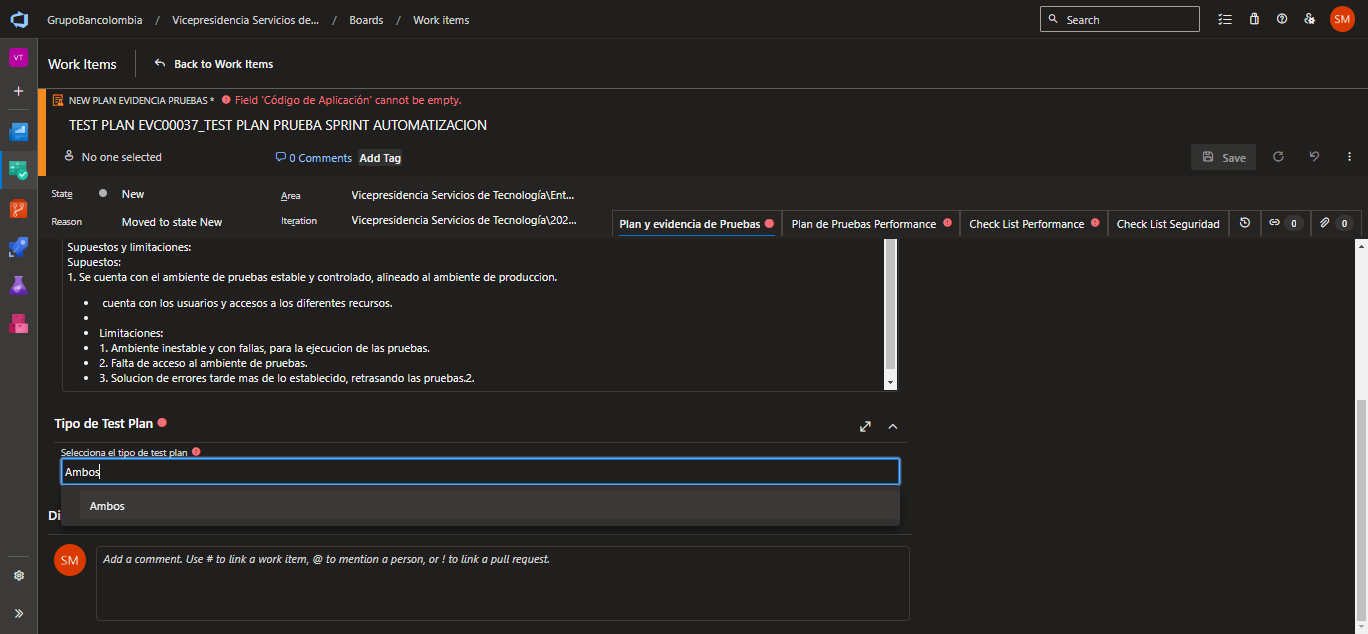 GrupoBancolombia / Vicepresidencia Servicios de... / Boards / Work items
Search
SM
VT
Work Items
Back to Work Items
NEW PLAN EVIDENCIA PRUEBAS * Field 'Código de Aplicación' cannot be empty.
TEST PLAN EVC00037_TEST PLAN PRUEBA SPRINT AUTOMATIZACION
No one selected
0 Comments
Add Tag
Save
State
New
Area
Vicepresidencia Servicios de Tecnología\Ent...
Reason
Moved to state New
Iteration
Vicepresidencia Servicios de Tecnología\202...
Plan y evidencia de Pruebas
Plan de Pruebas Performance
Check List Performance
Check List Seguridad
0
0
Supuestos y limitaciones:
Supuestos:
1. Se cuenta con el ambiente de pruebas estable y controlado, alineado al ambiente de produccion.
• cuenta con los usuarios y accesos a los diferentes recursos.
•
• Limitaciones:
• 1. Ambiente inestable y con fallas, para la ejecucion de las pruebas.
• 2. Falta de acceso al ambiente de pruebas.
• 3. Solucion de errores tarde mas de lo establecido, retrasando las pruebas.2.
Tipo de Test Plan
Selecciona el tipo de test plan
Ambos
Ambos
Di
SM
Add a comment. Use # to link a work item, @ to mention a person, or ! to link a pull request.